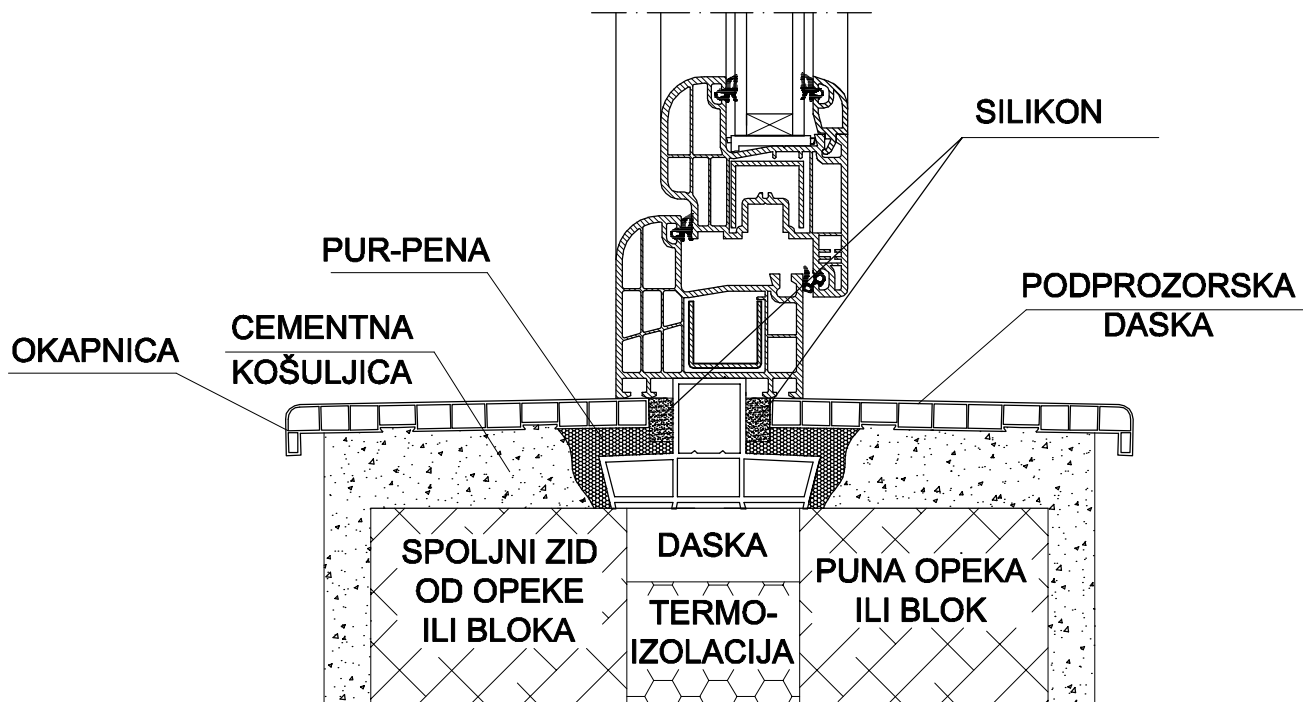 SILIKON
PUR-PENA
PODPROZORSKA
DASKA
CEMENTNA
KOŠULJICA
OKAPNICA
SPOLJNI ZID
OD OPEKE
ILI BLOKA
DASKA
TERMO-
IZOLACIJA
PUNA OPEKA
ILI BLOK